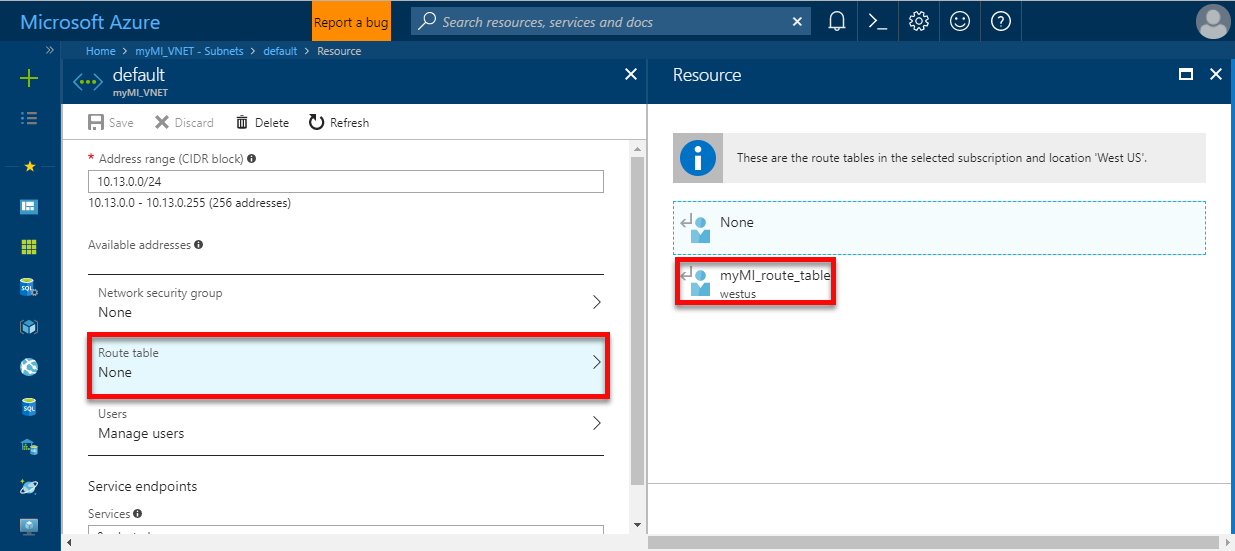 Microsoft Azure
Report a bug
Search resources, services and docs
Home > myMI_VNET - Subnets > default > Resource
default
myMI_VNET
Save Discard Delete Refresh
* Address range (CIDR block)
10.13.0.0/24
10.13.0.0 - 10.13.0.255 (256 addresses)
Available addresses
Network security group
None
Route table
None
Users
Manage users
Service endpoints
Services
Resource
These are the route tables in the selected subscription and location 'West US'.
None
myMI_route_table
westus